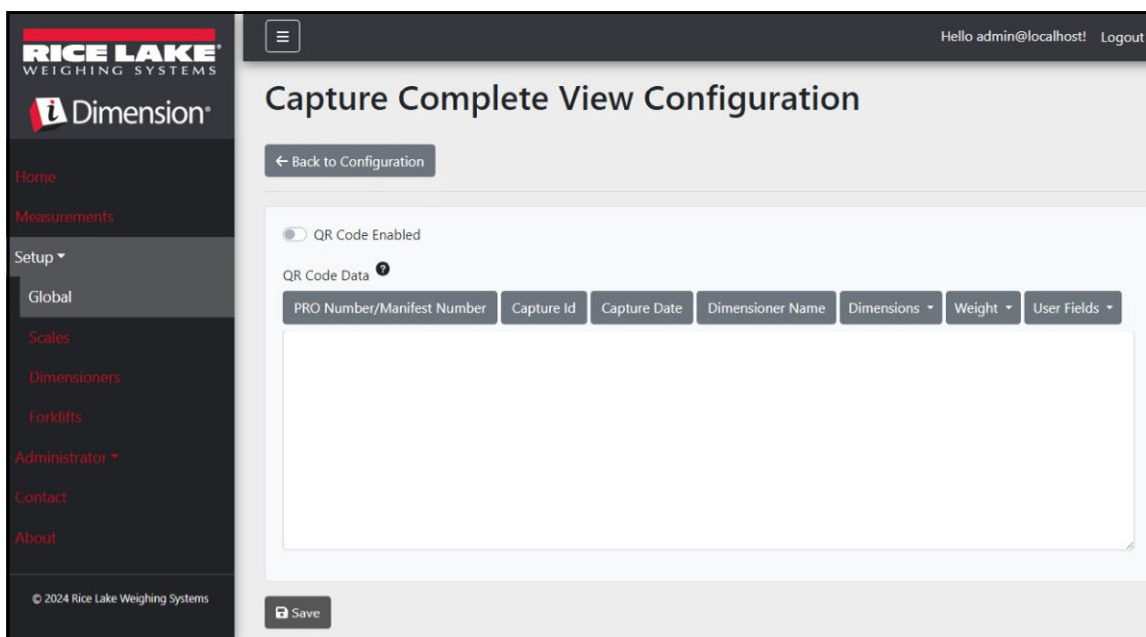 RICE LAKE
WEIGHING SYSTEMS
i Dimension®
Home
Measurements
Setup
Global
Scales
Dimensioners
Forklifts
Administrator
Contact
About
© 2024 Rice Lake Weighing Systems
Hello admin@localhost! Logout
Capture Complete View Configuration
← Back to Configuration
QR Code Enabled
QR Code Data ?
PRO Number/Manifest Number Capture Id Capture Date Dimensioner Name Dimensions Weight User Fields
Save